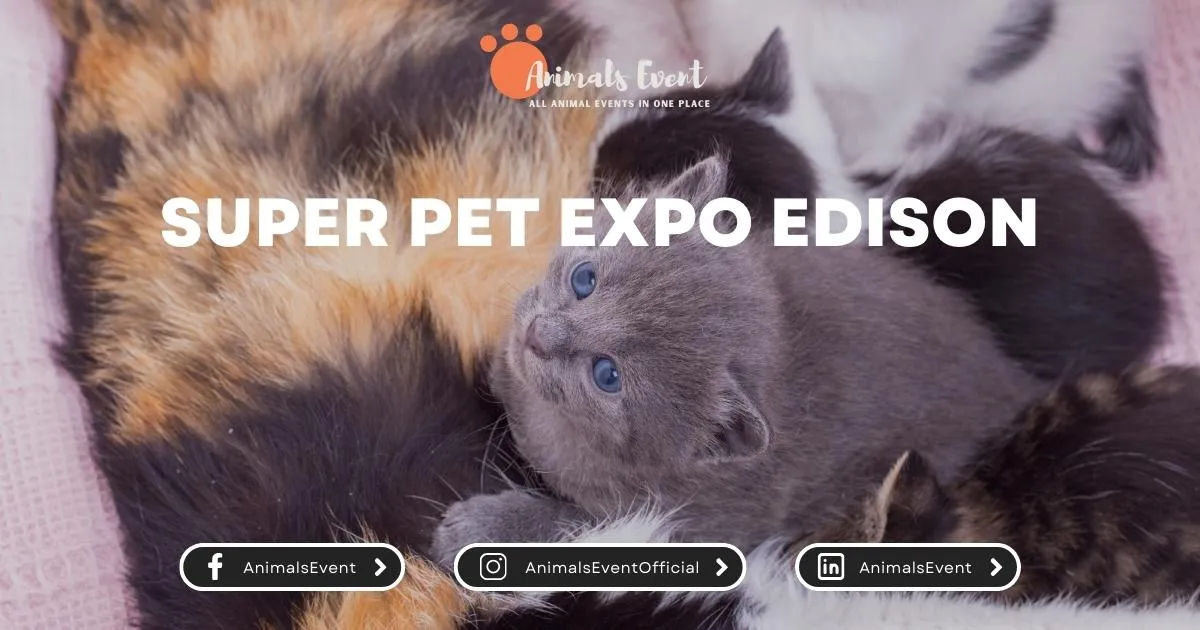 Animals Event
ALL ANIMAL EVENTS IN ONE PLACE
SUPER PET EXPO EDISON
AnimalsEvent
AnimalsEventOfficial
AnimalsEvent